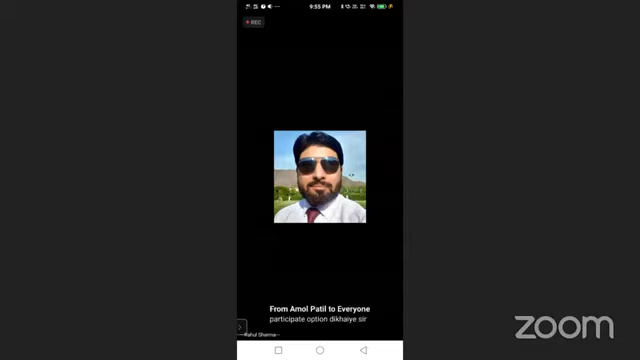 9:55 PM
REC
From Amol Patil to Everyone
participate option dikhaiye sir
Rahul Sharma
zoom